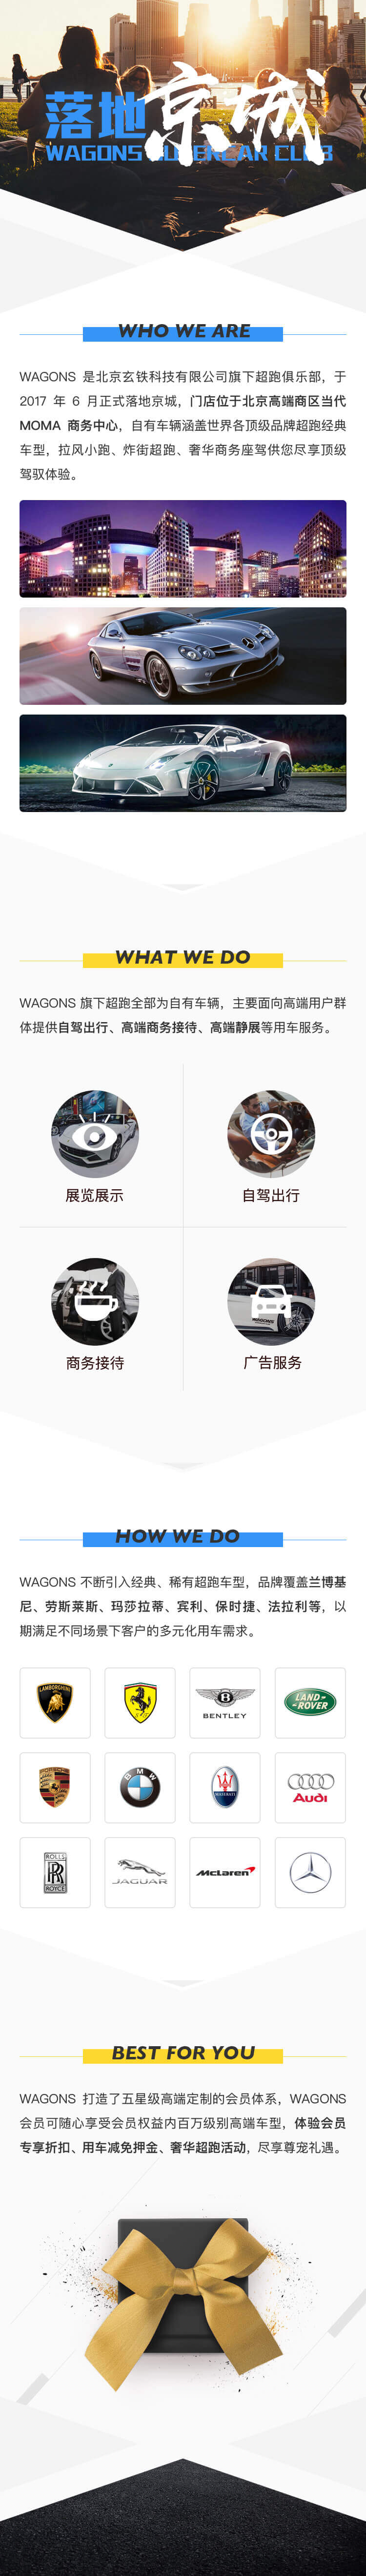 落地京城
WAGONS SUPERCAR CLUB
WHO WE ARE
WAGONS 是北京玄铁科技有限公司旗下超跑俱乐部，于
2017 年 6 月正式落地京城，门店位于北京高端商区当代
MOMA 商务中心，自有车辆涵盖世界各顶级品牌超跑经典
车型，拉风小跑、炸街超跑、奢华商务座驾供您尽享顶级
驾驭体验。
WHAT WE DO
WAGONS 旗下超跑全部为自有车辆，主要面向高端用户群
体提供自驾出行、高端商务接待、高端静展等用车服务。
展览展示
自驾出行
商务接待
广告服务
HOW WE DO
WAGONS 不断引入经典、稀有超跑车型，品牌覆盖兰博基
尼、劳斯莱斯、玛莎拉蒂、宾利、保时捷、法拉利等，以
期满足不同场景下客户的多元化用车需求。
LAMBORGHINI
BENTLEY
LAND-
ROVER
PORSCHE
BMW
MASERATI
Audi
ROLLS
RR
ROYCE
JAGUAR
McLaren
BEST FOR YOU
WAGONS 打造了五星级高端定制的会员体系，WAGONS
会员可随心享受会员权益内百万级别高端车型，体验会员
专享折扣、用车减免押金、奢华超跑活动，尽享尊宠礼遇。